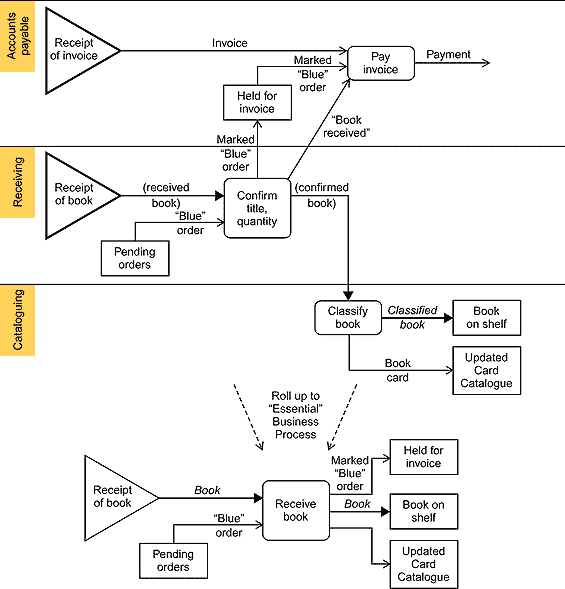 Accounts
payable
Receipt
of invoice
Invoice
Pay
invoice
Payment
Marked
"Blue"
order
Held for
invoice
"Book
received"
Marked
"Blue"
order
Receiving
Receipt
of book
(received
book)
Confirm
title,
quantity
(confirmed
book)
"Blue"
order
Pending
orders
Cataloguing
Classify
book
Classified
book
Book
on shelf
Book
card
Updated
Card
Catalogue
Roll up to
"Essential"
Business
Process
Receipt
of book
Book
"Blue"
order
Pending
orders
Receive
book
Marked
"Blue"
order
Held for
invoice
Book
Book on
shelf
Updated
Card
Catalogue